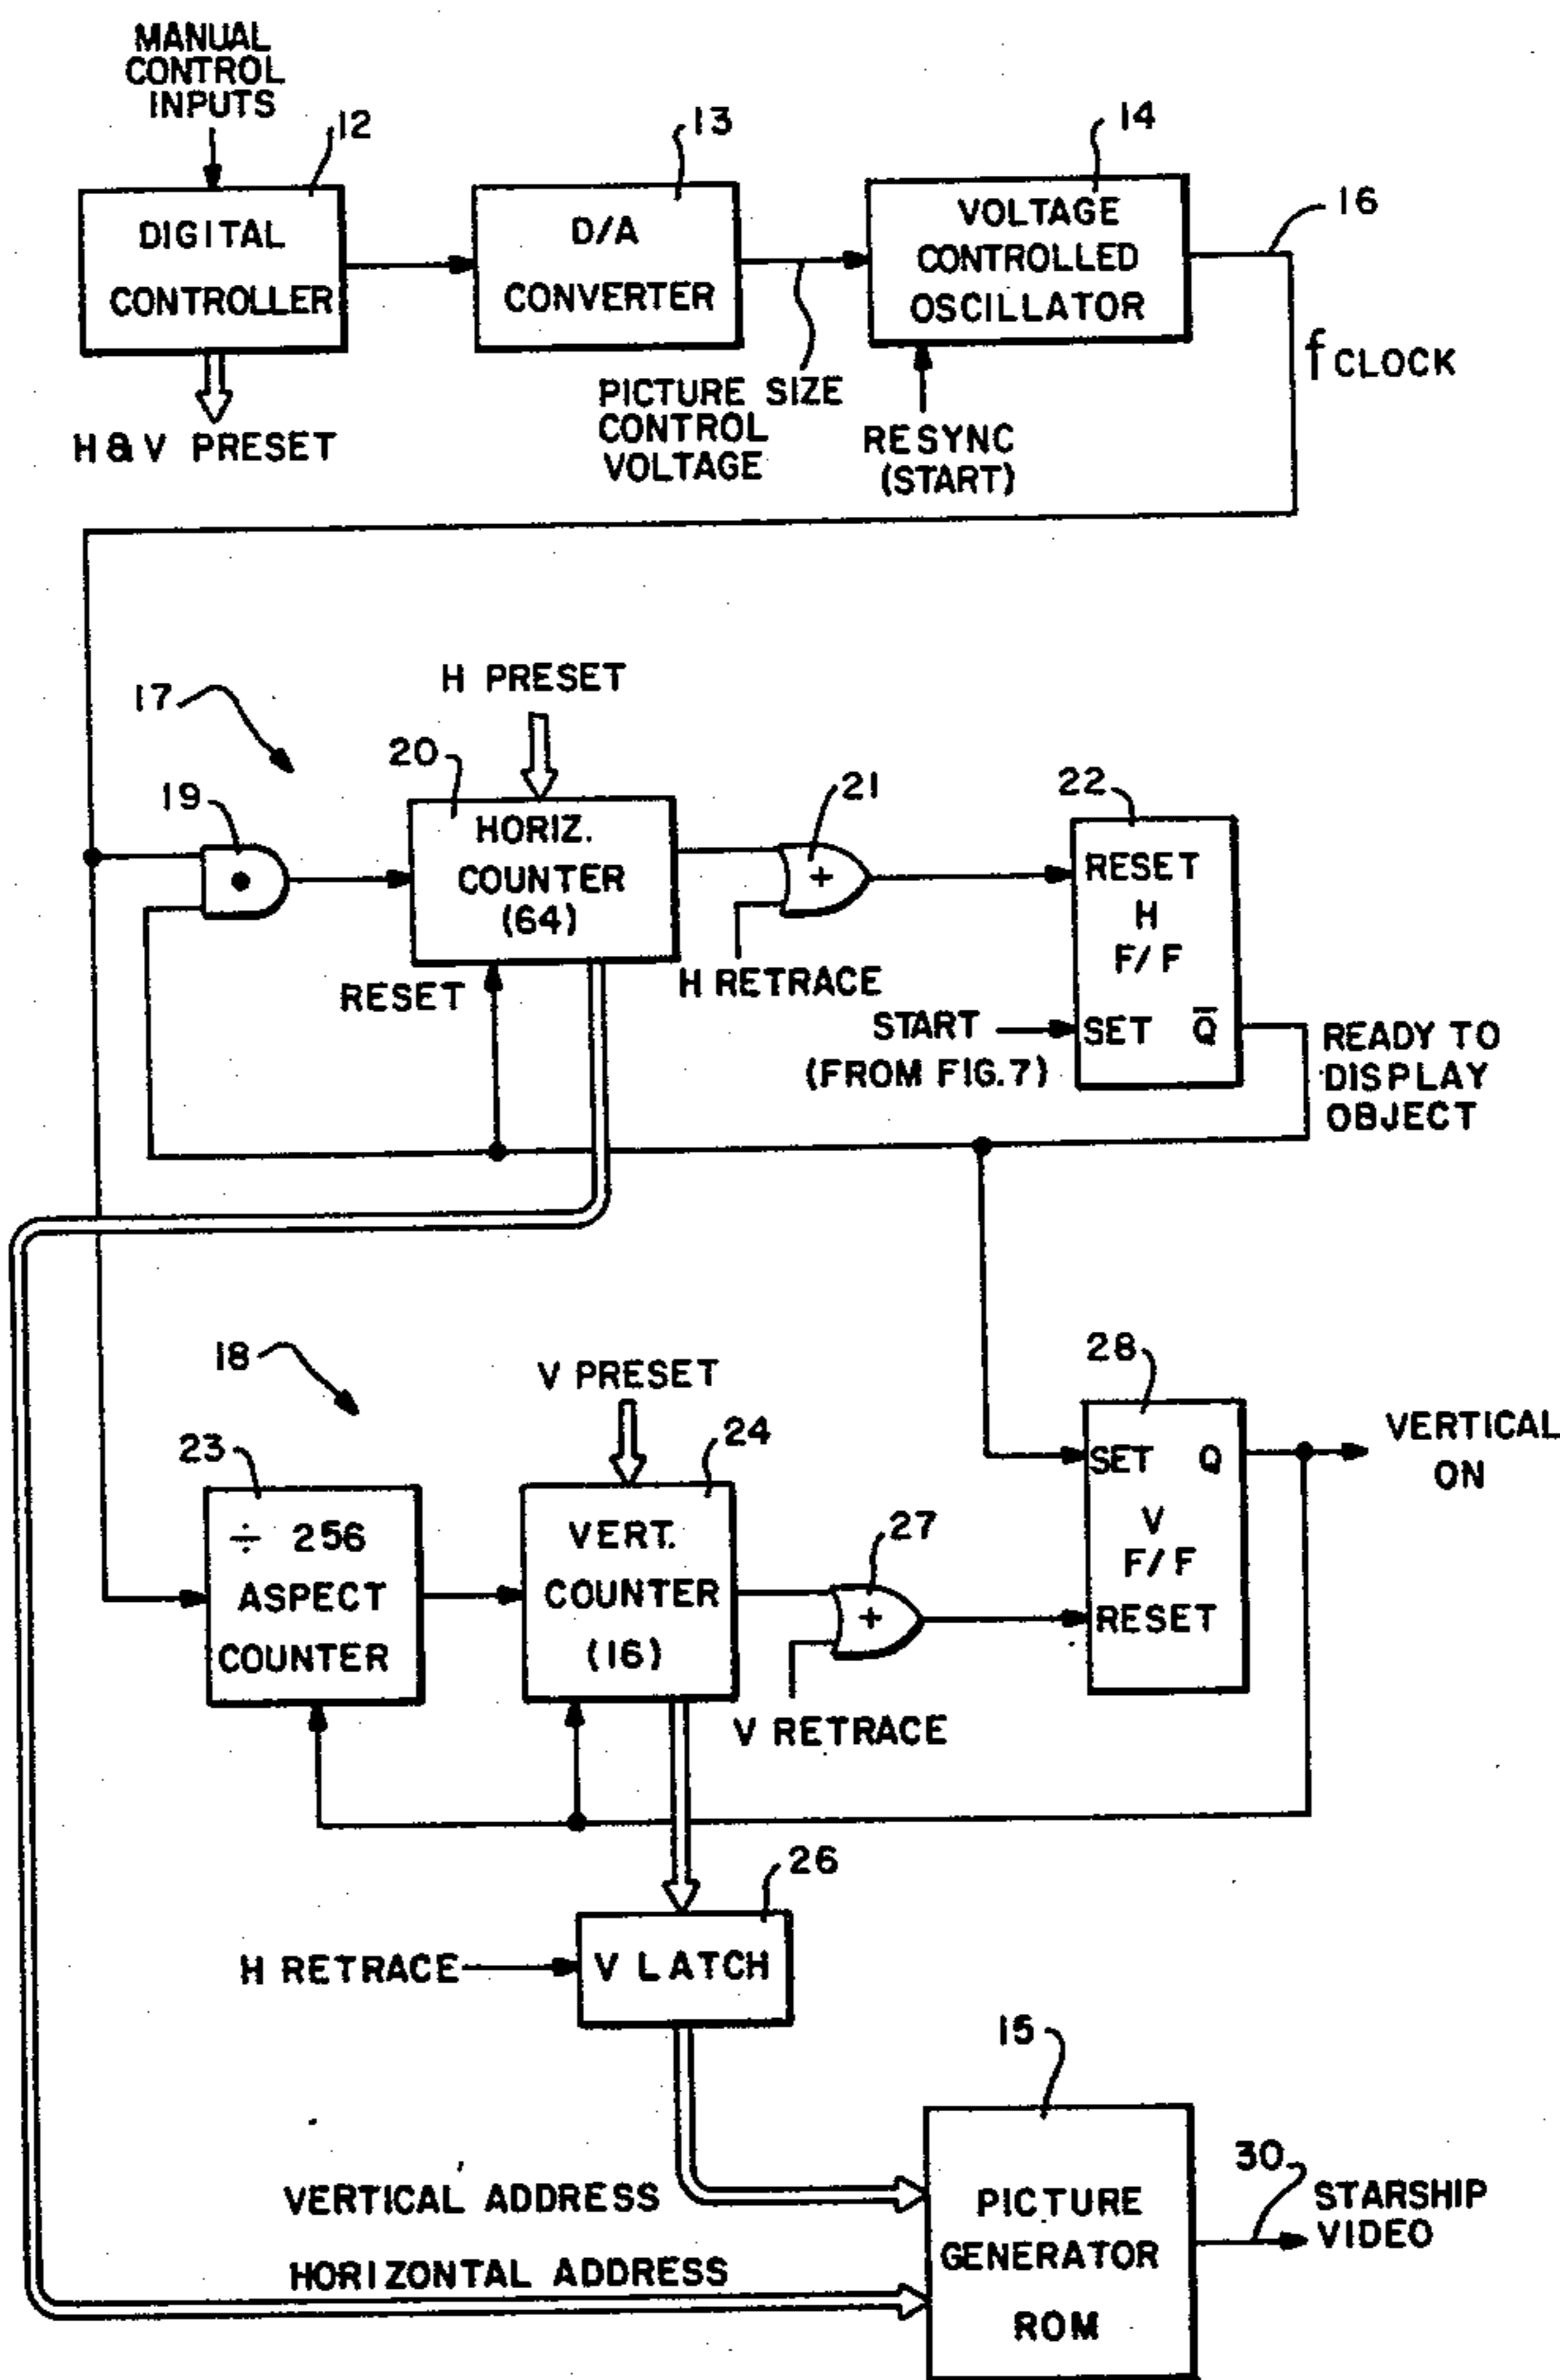 MANUAL
CONTROL
INPUTS
12
DIGITAL
CONTROLLER
H & V PRESET
13
D/A
CONVERTER
PICTURE SIZE
CONTROL
VOLTAGE
14
VOLTAGE
CONTROLLED
OSCILLATOR
RESYNC
(START)
16
f CLOCK
17
H PRESET
19
20
HORIZ.
COUNTER
(64)
RESET
21
+
H RETRACE
22
RESET
H
F/F
SET Q̅
START
(FROM FIG. 7)
READY TO
DISPLAY
OBJECT
18
V PRESET
23
÷ 256
ASPECT
COUNTER
24
VERT.
COUNTER
(16)
27
+
V RETRACE
28
SET Q
V
F/F
RESET
VERTICAL
ON
26
H RETRACE
V LATCH
15
VERTICAL ADDRESS
HORIZONTAL ADDRESS
PICTURE
GENERATOR
ROM
30
STARSHIP
VIDEO